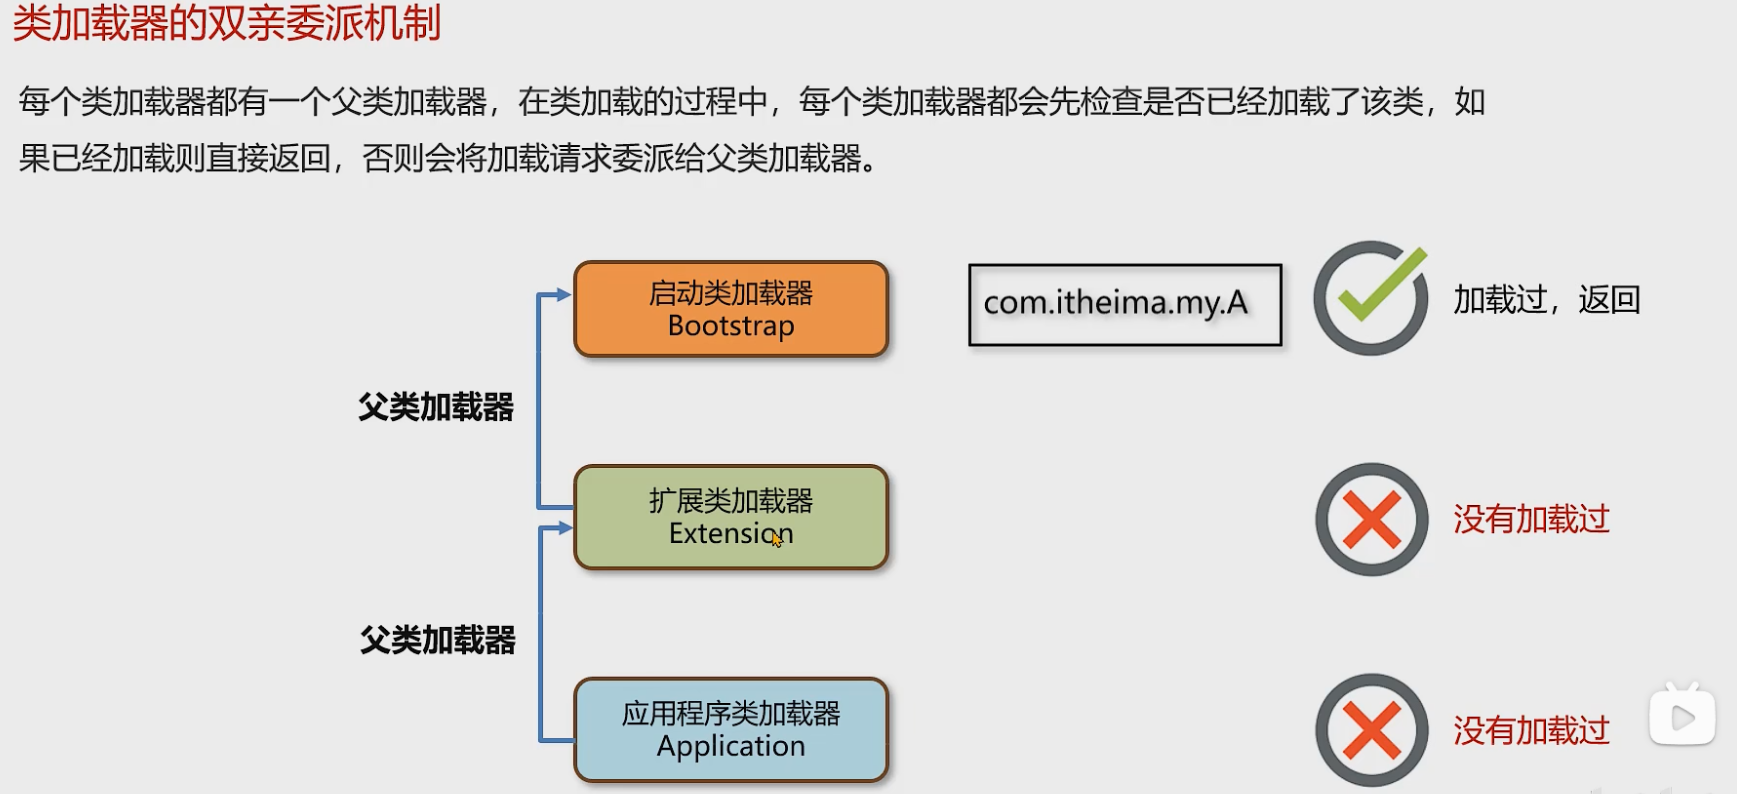 类加载器的双亲委派机制
每个类加载器都有一个父类加载器，在类加载的过程中，每个类加载器都会先检查是否已经加载了该类，如
果已经加载则直接返回，否则会将加载请求委派给父类加载器。
启动类加载器
Bootstrap
com.itheima.my.A
加载过，返回
父类加载器
扩展类加载器
Extension
没有加载过
父类加载器
应用程序类加载器
Application
没有加载过